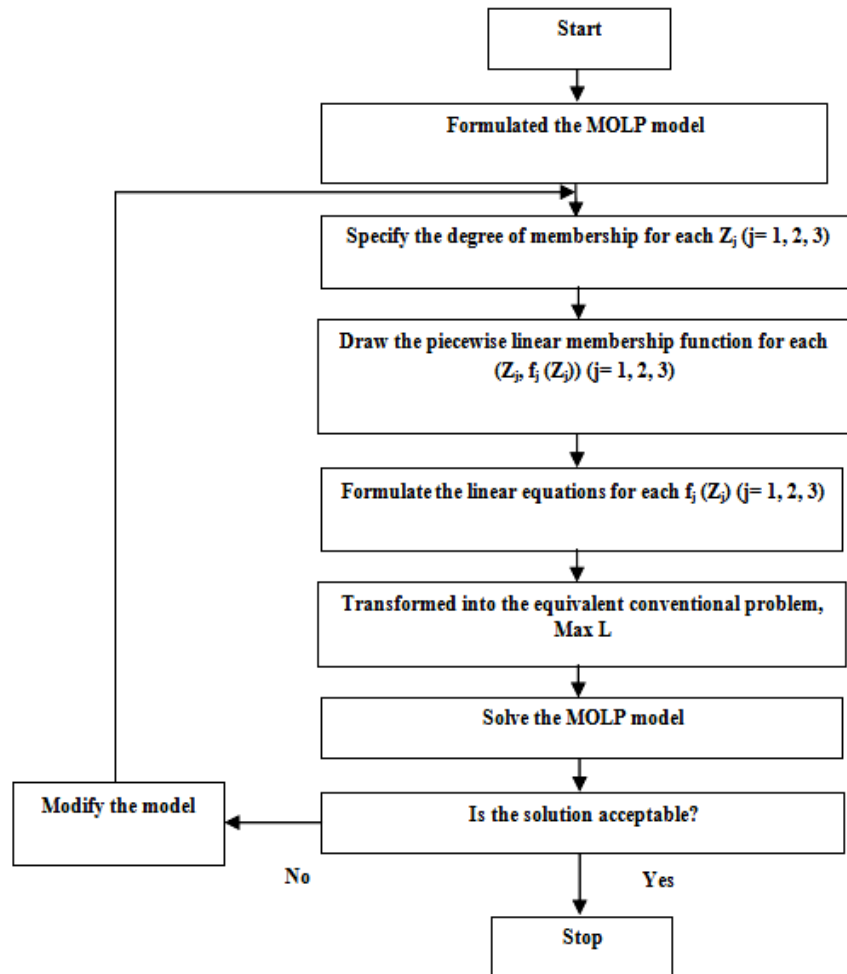 Start
Formulated the MOLP model
Specify the degree of membership for each Zj (j= 1, 2, 3)
Draw the piecewise linear membership function for each
(Zj, fj (Zj)) (j= 1, 2, 3)
Formulate the linear equations for each fj (Zj) (j= 1, 2, 3)
Transformed into the equivalent conventional problem,
Max L
Solve the MOLP model
Modify the model
Is the solution acceptable?
No
Yes
Stop